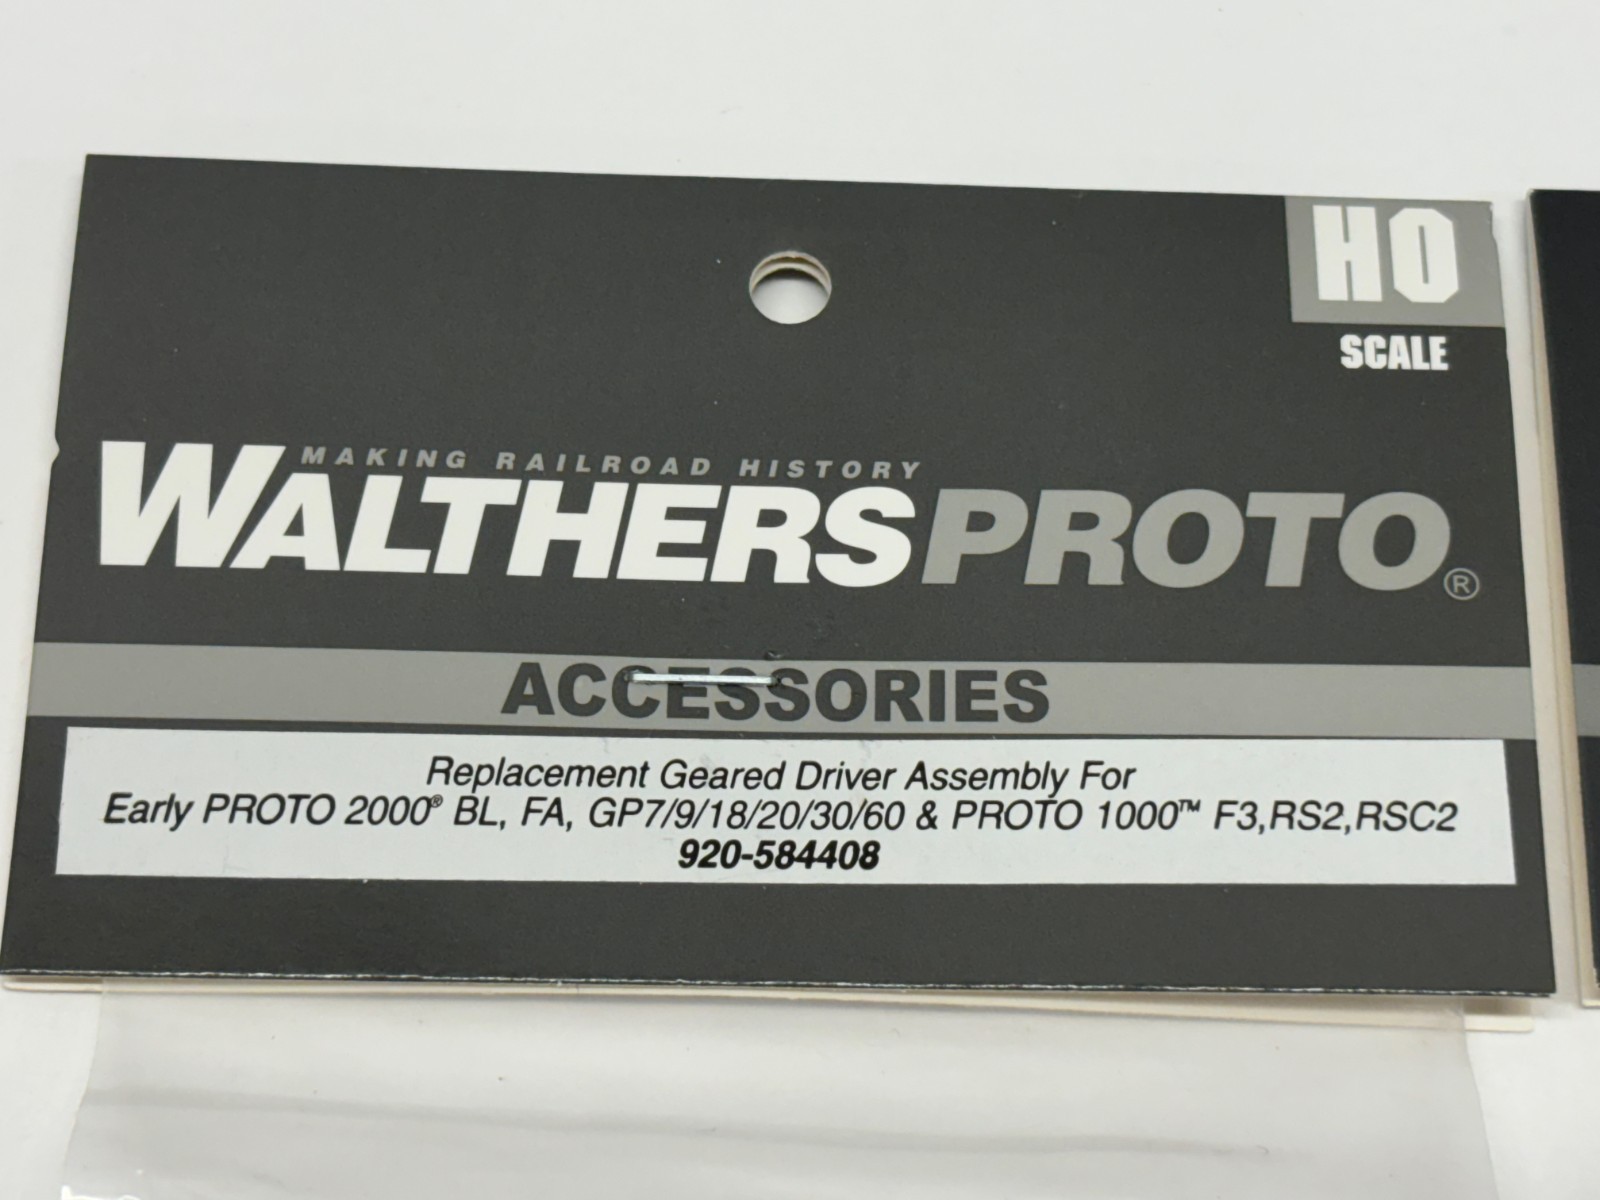 HO
SCALE
MAKING RAILROAD HISTORY
WALTHERSPROTO®
ACCESSORIES
Replacement Geared Driver Assembly For
Early PROTO 2000® BL, FA, GP7/9/18/20/30/60 & PROTO 1000™ F3,RS2,RSC2
920-584408